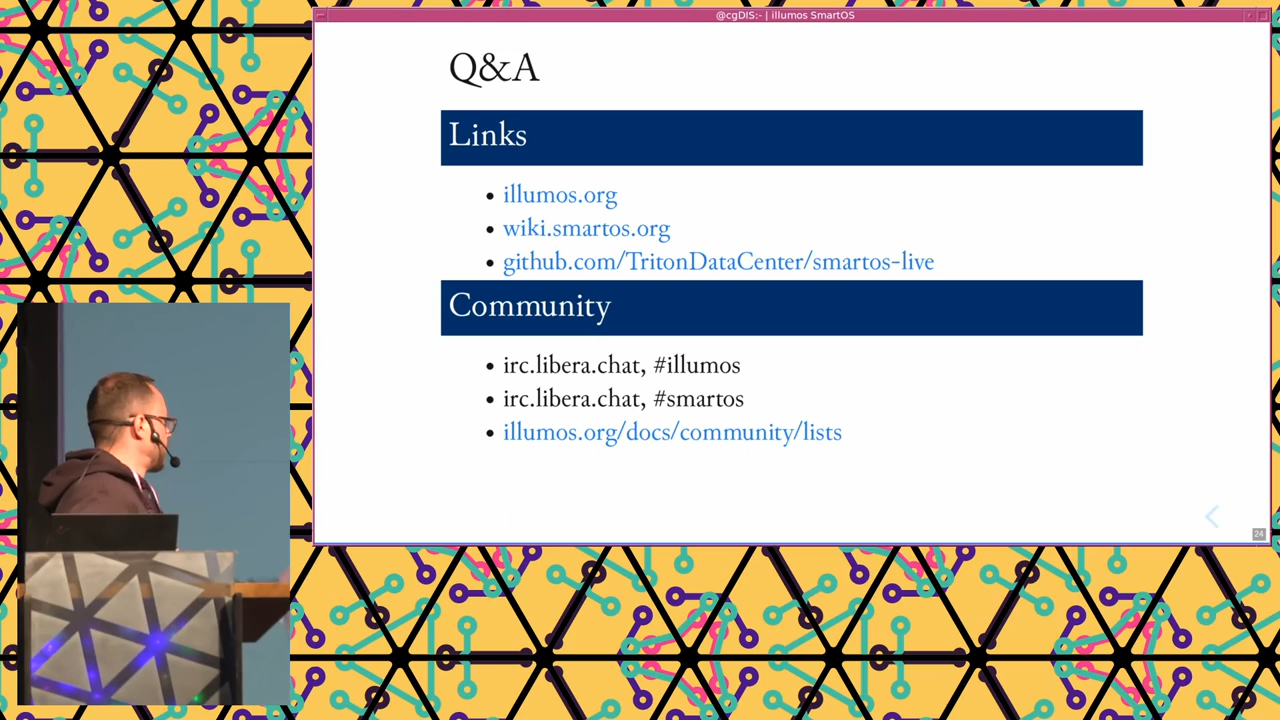 @cgDIS:- | illumos SmartOS
Q&A
Links
illumos.org
wiki.smartos.org
github.com/TritonDataCenter/smartos-live
Community
irc.libera.chat, #illumos
irc.libera.chat, #smartos
illumos.org/docs/community/lists
24